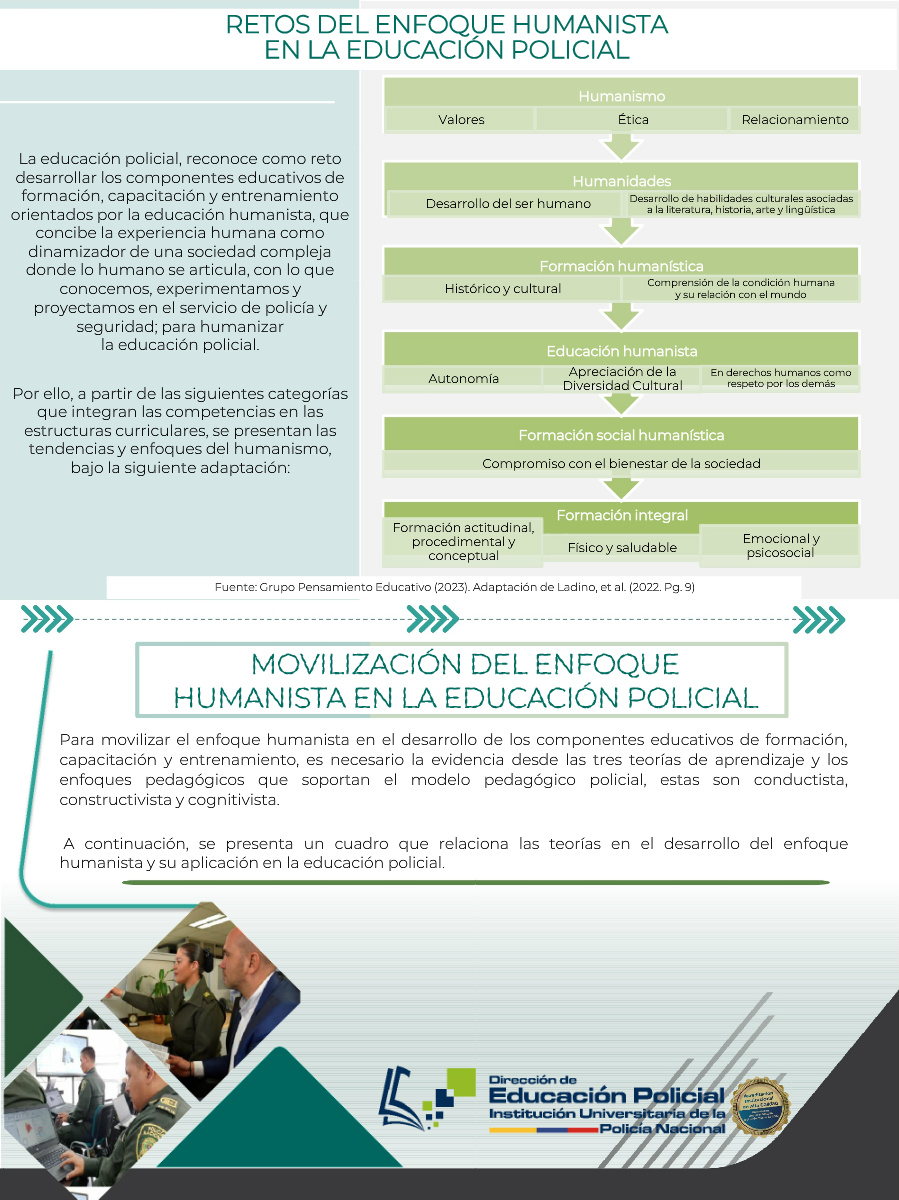 RETOS DEL ENFOQUE HUMANISTA
EN LA EDUCACIÓN POLICIAL
La educación policial, reconoce como reto
desarrollar los componentes educativos de
formación, capacitación y entrenamiento
orientados por la educación humanista, que
concibe la experiencia humana como
dinamizador de una sociedad compleja
donde lo humano se articula, con lo que
conocemos, experimentamos y
proyectamos en el servicio de policía y
seguridad; para humanizar
la educación policial.
Por ello, a partir de las siguientes categorías
que integran las competencias en las
estructuras curriculares, se presentan las
tendencias y enfoques del humanismo,
bajo la siguiente adaptación:
Humanismo
Valores
Ética
Relacionamiento
Humanidades
Desarrollo del ser humano
Desarrollo de habilidades culturales asociadas
a la literatura, historia, arte y lingüística
Formación humanística
Histórico y cultural
Comprensión de la condición humana
y su relación con el mundo
Educación humanista
Autonomía
Apreciación de la
Diversidad Cultural
En derechos humanos como
respeto por los demás
Formación social humanística
Compromiso con el bienestar de la sociedad
Formación integral
Formación actitudinal,
procedimental y
conceptual
Físico y saludable
Emocional y
psicosocial
Fuente: Grupo Pensamiento Educativo (2023). Adaptación de Ladino, et al. (2022. Pg. 9)
MOVILIZACIÓN DEL ENFOQUE
HUMANISTA EN LA EDUCACIÓN POLICIAL
Para movilizar el enfoque humanista en el desarrollo de los componentes educativos de formación,
capacitación y entrenamiento, es necesario la evidencia desde las tres teorías de aprendizaje y los
enfoques pedagógicos que soportan el modelo pedagógico policial, estas son conductista,
constructivista y cognitivista.
A continuación, se presenta un cuadro que relaciona las teorías en el desarrollo del enfoque
humanista y su aplicación en la educación policial.
Dirección de
Educación Policial
Institución Universitaria de la
Policía Nacional